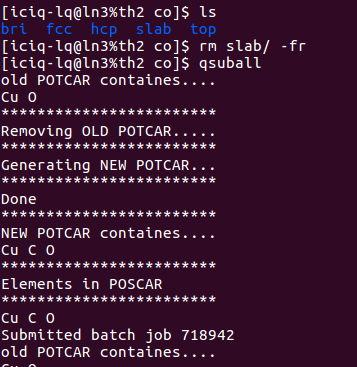 [iciq-lq@ln3%th2 co]$ ls
bri fcc hcp slab top
[iciq-lq@ln3%th2 co]$ rm slab/ -fr
[iciq-lq@ln3%th2 co]$ qsuball
old POTCAR containes....
Cu O
************************
Removing OLD POTCAR.....
************************
Generating NEW POTCAR...
************************
Done
************************
NEW POTCAR containes....
Cu C O
************************
Elements in POSCAR
************************
Cu C O
Submitted batch job 718942
old POTCAR containes....
Cu O